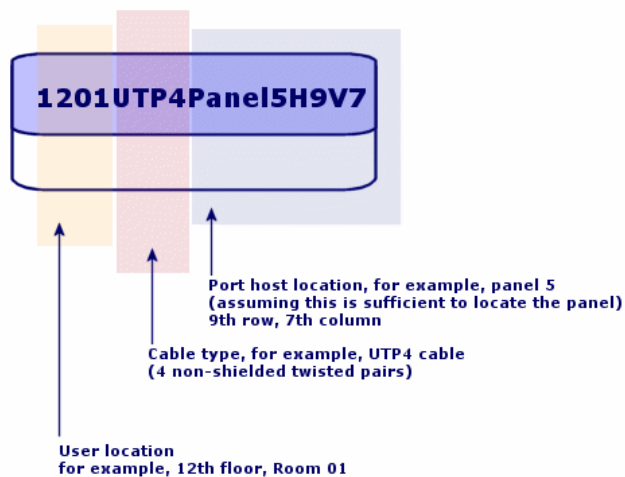 1201UTP4Panel5H9V7
Port host location, for example, panel 5
(assuming this is sufficient to locate the panel)
9th row, 7th column
Cable type, for example, UTP4 cable
(4 non-shielded twisted pairs)
User location
for example, 12th floor, Room 01